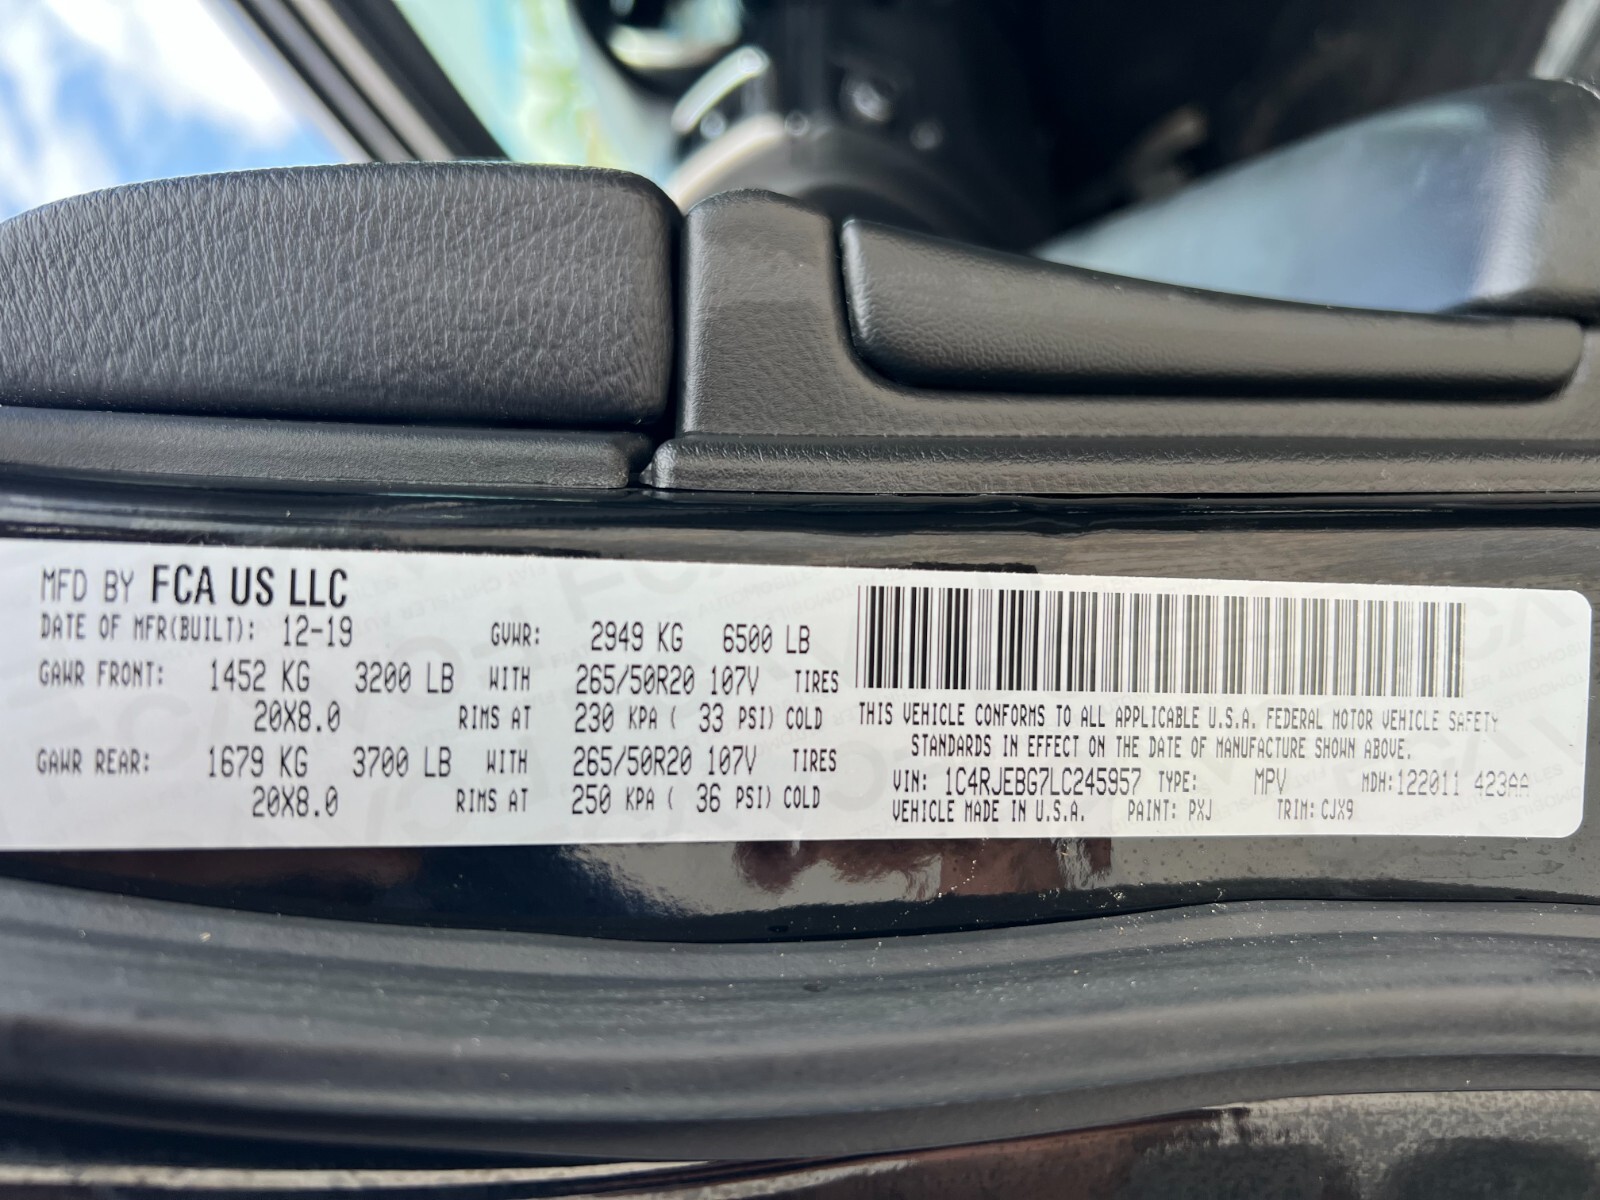 MFD BY FCA US LLC
DATE OF MFR(BUILT): 12-19 GVWR: 2949 KG 6500 LB
GAWR FRONT: 1452 KG 3200 LB WITH 265/50R20 107V TIRES
20X8.0 RIMS AT 230 KPA ( 33 PSI) COLD
GAWR REAR: 1679 KG 3700 LB WITH 265/50R20 107V TIRES
20X8.0 RIMS AT 250 KPA ( 36 PSI) COLD
THIS VEHICLE CONFORMS TO ALL APPLICABLE U.S.A. FEDERAL MOTOR VEHICLE SAFETY
STANDARDS IN EFFECT ON THE DATE OF MANUFACTURE SHOWN ABOVE.
VIN: 1C4RJEBG7LC245957 TYPE: MPV MDH:122011 423AA
VEHICLE MADE IN U.S.A. PAINT: PXJ TRIM: CJX9